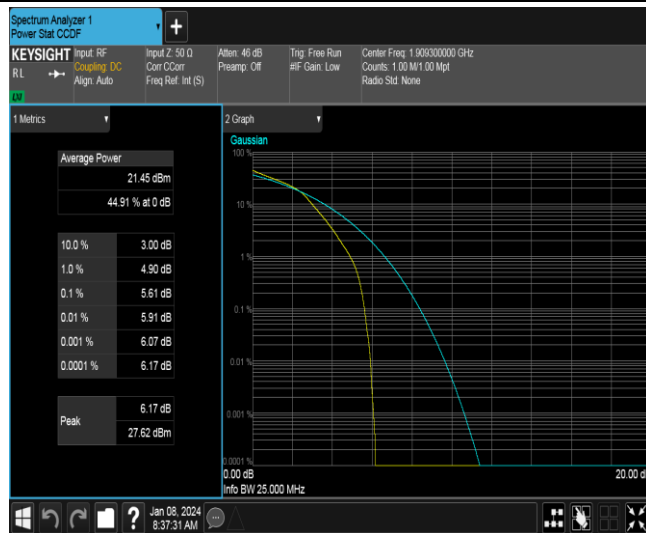 Spectrum Analyzer 1
Power Stat CCDF
KEYSIGHT
RL
LXI
Input: RF
Coupling: DC
Align: Auto
Input Z: 50 Ω
Corr CCorr
Freq Ref: Int (S)
Atten: 46 dB
Preamp: Off
Trig: Free Run
#IF Gain: Low
Center Freq: 1.909300000 GHz
Counts: 1.00 M/1.00 Mpt
Radio Std: None
1 Metrics
Average Power
21.45 dBm
44.91 % at 0 dB
10.0 % 3.00 dB
1.0 % 4.90 dB
0.1 % 5.61 dB
0.01 % 5.91 dB
0.001 % 6.07 dB
0.0001 % 6.17 dB
Peak
6.17 dB
27.62 dBm
2 Graph
Gaussian
100 %
10 %
1 %
0.1 %
0.01 %
0.001 %
0.0001 %
0.00 dB
20.00 d
Info BW 25.000 MHz
?
Jan 08, 2024
8:37:31 AM